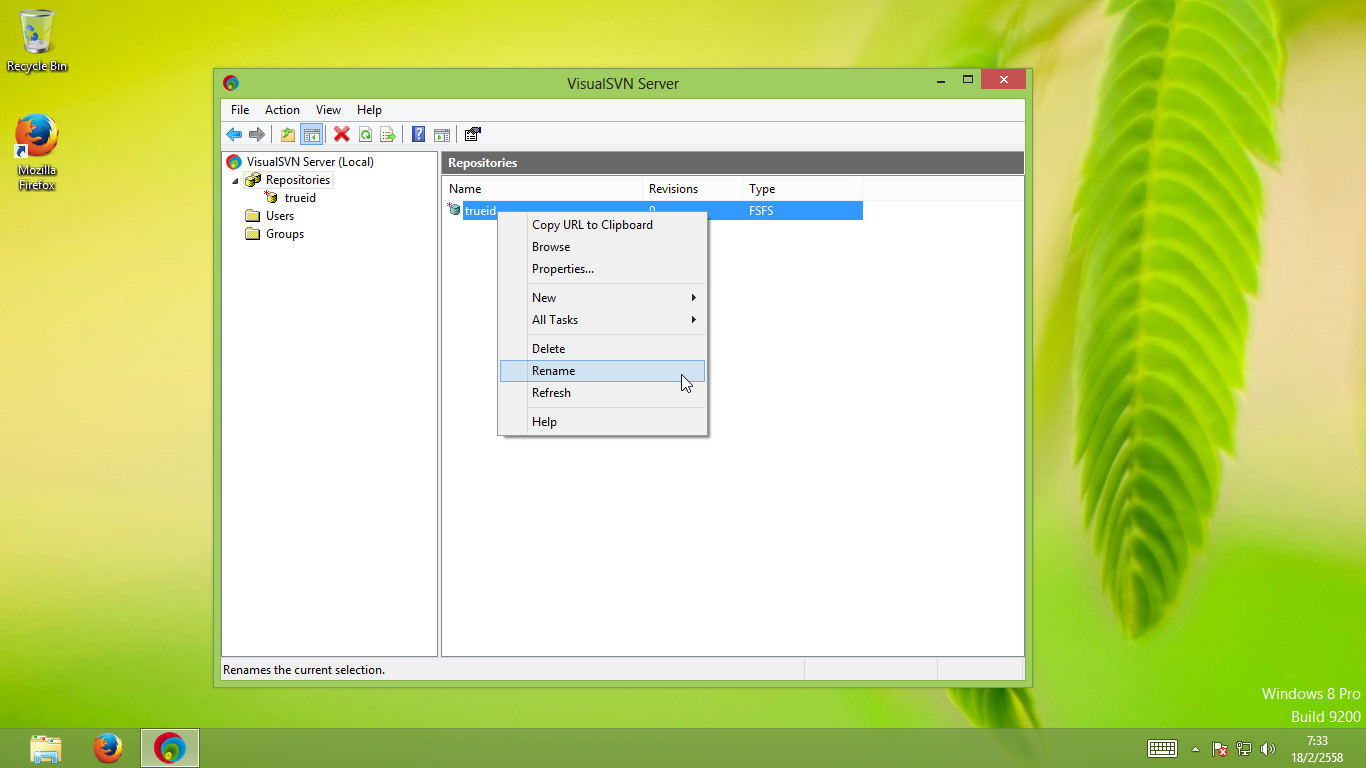 Recycle Bin
Mozilla
Firefox
VisualSVN Server
File Action View Help
VisualSVN Server (Local)
Repositories
trueid
Users
Groups
Repositories
Name Revisions Type
trueid 0 FSFS
Copy URL to Clipboard
Browse
Properties...
New
All Tasks
Delete
Rename
Refresh
Help
Renames the current selection.
Windows 8 Pro
Build 9200
7:33
18/2/2558